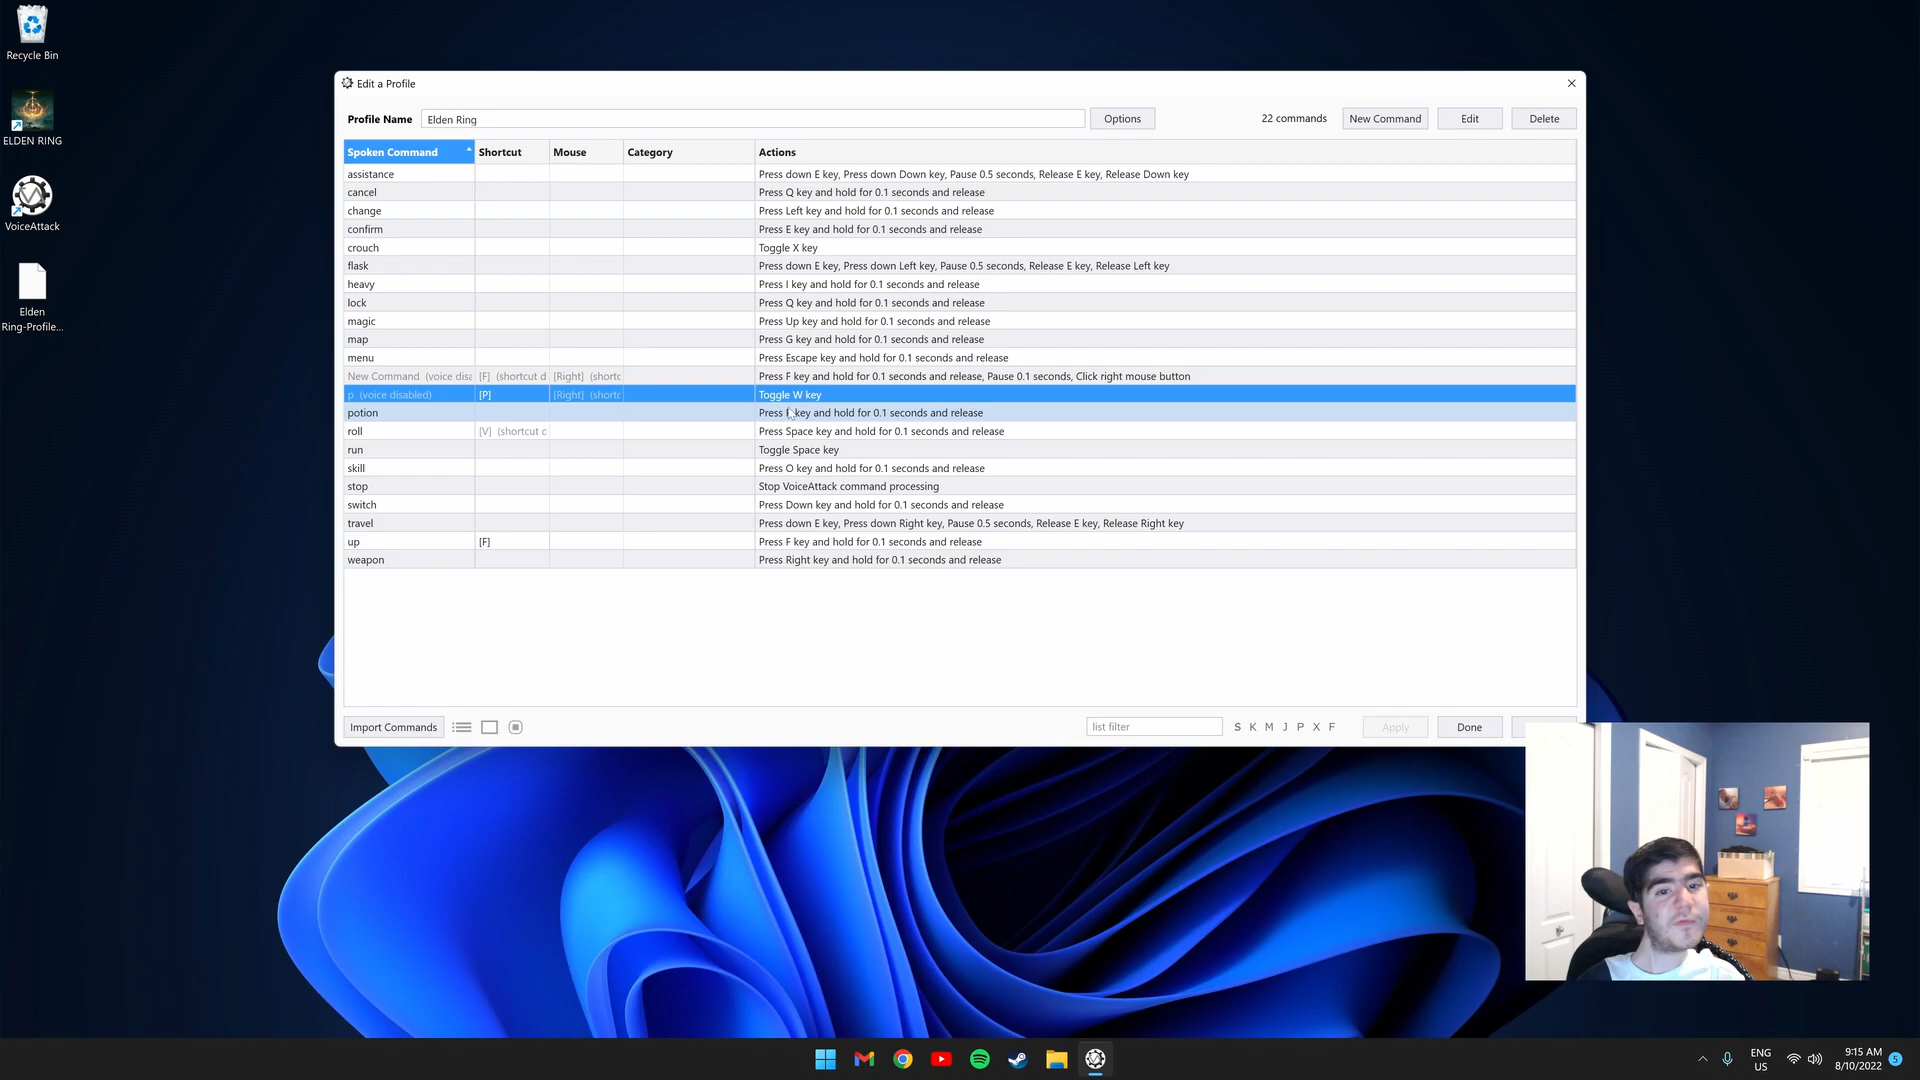 Recycle Bin
ELDEN RING
VoiceAttack
Elden
Ring-Profile...
Edit a Profile
Profile Name Elden Ring Options 22 commands New Command Edit Delete
Spoken Command Shortcut Mouse Category Actions
assistance Press down E key, Press down Down key, Pause 0.5 seconds, Release E key, Release Down key
cancel Press Q key and hold for 0.1 seconds and release
change Press Left key and hold for 0.1 seconds and release
confirm Press E key and hold for 0.1 seconds and release
crouch Toggle X key
flask Press down E key, Press down Left key, Pause 0.5 seconds, Release E key, Release Left key
heavy Press I key and hold for 0.1 seconds and release
lock Press Q key and hold for 0.1 seconds and release
magic Press Up key and hold for 0.1 seconds and release
map Press G key and hold for 0.1 seconds and release
menu Press Escape key and hold for 0.1 seconds and release
New Command (voice disa [F] (shortcut d [Right] (shortc Press F key and hold for 0.1 seconds and release, Pause 0.1 seconds, Click right mouse button
p (voice disabled) [P] [Right] (shortc Toggle W key
potion Press key and hold for 0.1 seconds and release
roll [V] (shortcut c Press Space key and hold for 0.1 seconds and release
run Toggle Space key
skill Press O key and hold for 0.1 seconds and release
stop Stop VoiceAttack command processing
switch Press Down key and hold for 0.1 seconds and release
travel Press down E key, Press down Right key, Pause 0.5 seconds, Release E key, Release Right key
up [F] Press F key and hold for 0.1 seconds and release
weapon Press Right key and hold for 0.1 seconds and release
Import Commands list filter S K M J P X F Apply Done
ENG
US
9:15 AM
8/10/2022
5